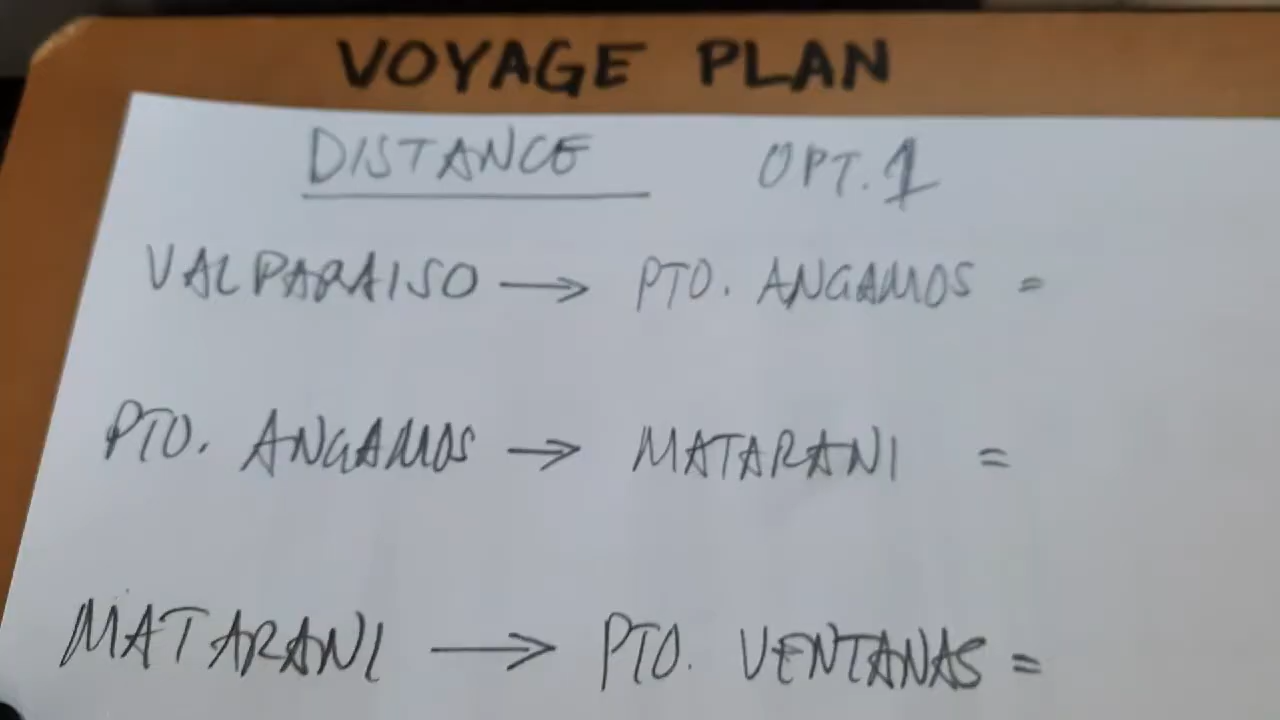 VOYAGE PLAN
DISTANCE OPT. 1
VALPARAISO → PTO. ANGAMOS =
PTO. ANGAMOS → MATARANI =
MATARANI → PTO. VENTANAS =